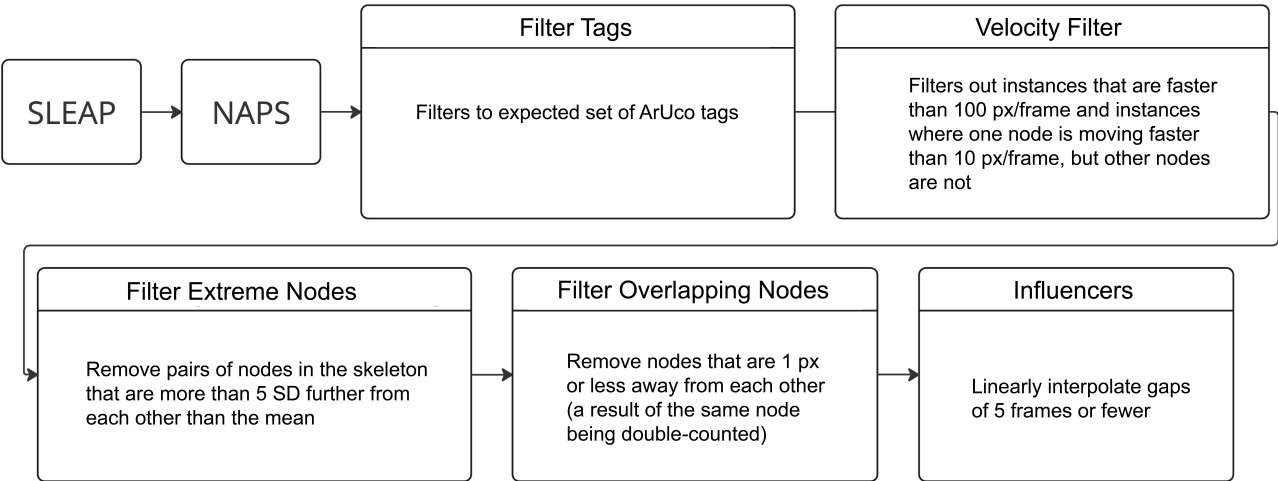 SLEAP
NAPS
Filter Tags
Filters to expected set of ArUco tags
Velocity Filter
Filters out instances that are faster
than 100 px/frame and instances
where one node is moving faster
than 10 px/frame, but other nodes
are not
Filter Extreme Nodes
Remove pairs of nodes in the skeleton
that are more than 5 SD further from
each other than the mean
Filter Overlapping Nodes
Remove nodes that are 1 px
or less away from each other
(a result of the same node
being double-counted)
Influencers
Linearly interpolate gaps
of 5 frames or fewer